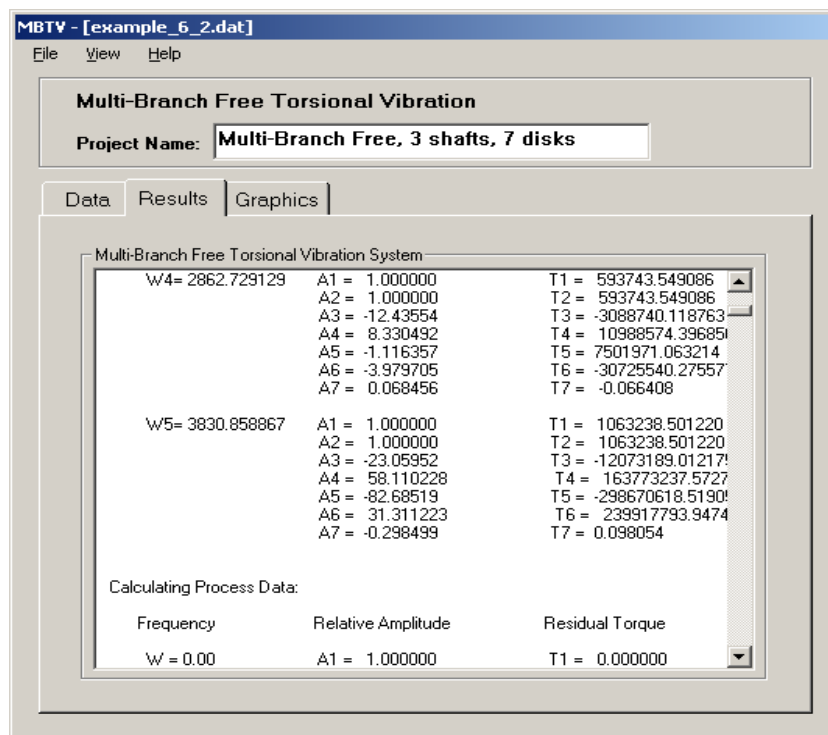 MBTV - [example_6_2.dat]
File View Help
Multi-Branch Free Torsional Vibration
Project Name: Multi-Branch Free, 3 shafts, 7 disks
Data Results Graphics
Multi-Branch Free Torsional Vibration System
W4= 2862.729129 A1 = 1.000000 T1 = 593743.549086
A2 = 1.000000 T2 = 593743.549086
A3 = -12.43554 T3 = -3088740.118763
A4 = 8.330492 T4 = 10988574.39685
A5 = -1.116357 T5 = 7501971.063214
A6 = -3.979705 T6 = -30725540.27557
A7 = 0.068456 T7 = -0.066408
W5= 3830.858867 A1 = 1.000000 T1 = 1063238.501220
A2 = 1.000000 T2 = 1063238.501220
A3 = -23.05952 T3 = -12073189.01217
A4 = 58.110228 T4 = 163773237.5727
A5 = -82.68519 T5 = -298670618.5190
A6 = 31.311223 T6 = 239917793.9474
A7 = -0.298499 T7 = 0.098054
Calculating Process Data:
Frequency Relative Amplitude Residual Torque
W = 0.00 A1 = 1.000000 T1 = 0.000000